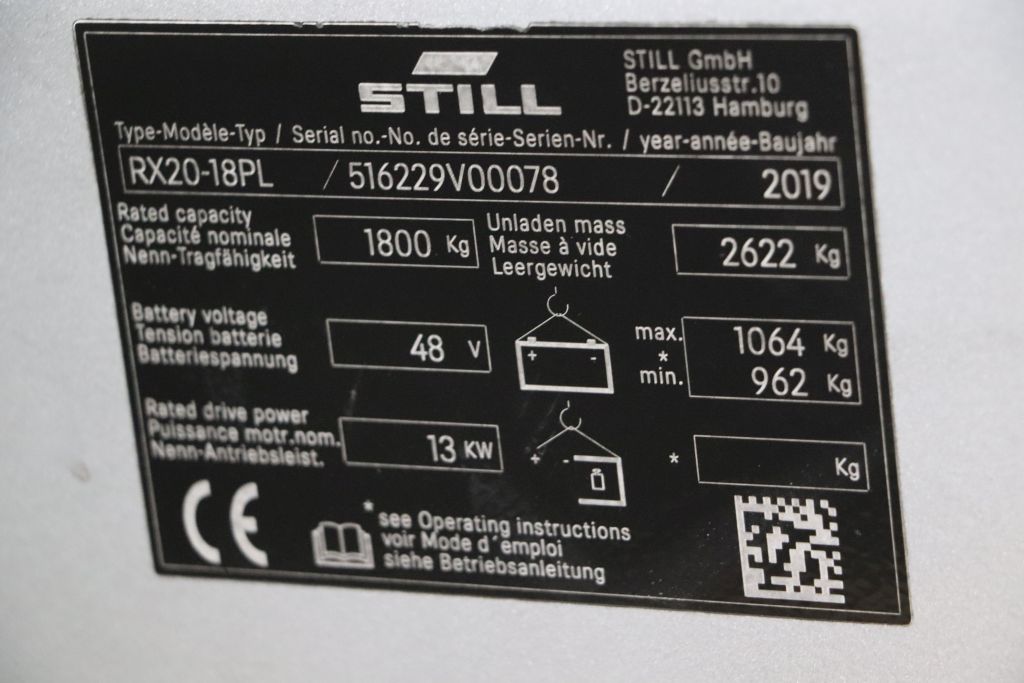 STILL
STILL GmbH
Berzeliusstr.10
D-22113 Hamburg
Type-Modèle-Typ / Serial no.-No. de série-Serien-Nr. / year-année-Baujahr
RX20-18PL / 516229V00078 / 2019
Rated capacity
Capacité nominale
Nenn-Tragfähigkeit
1800 Kg
Unladen mass
Masse à vide
Leergewicht
2622 Kg
Battery voltage
Tension batterie
Batteriespannung
48 V
+ -
max. 1064 Kg
*
min. 962 Kg
Rated drive power
Puissance motr.nom.
Nenn-Antriebsleist.
13 KW
+ -
* Kg
CE
* see Operating instructions
voir Mode d´emploi
siehe Betriebsanleitung